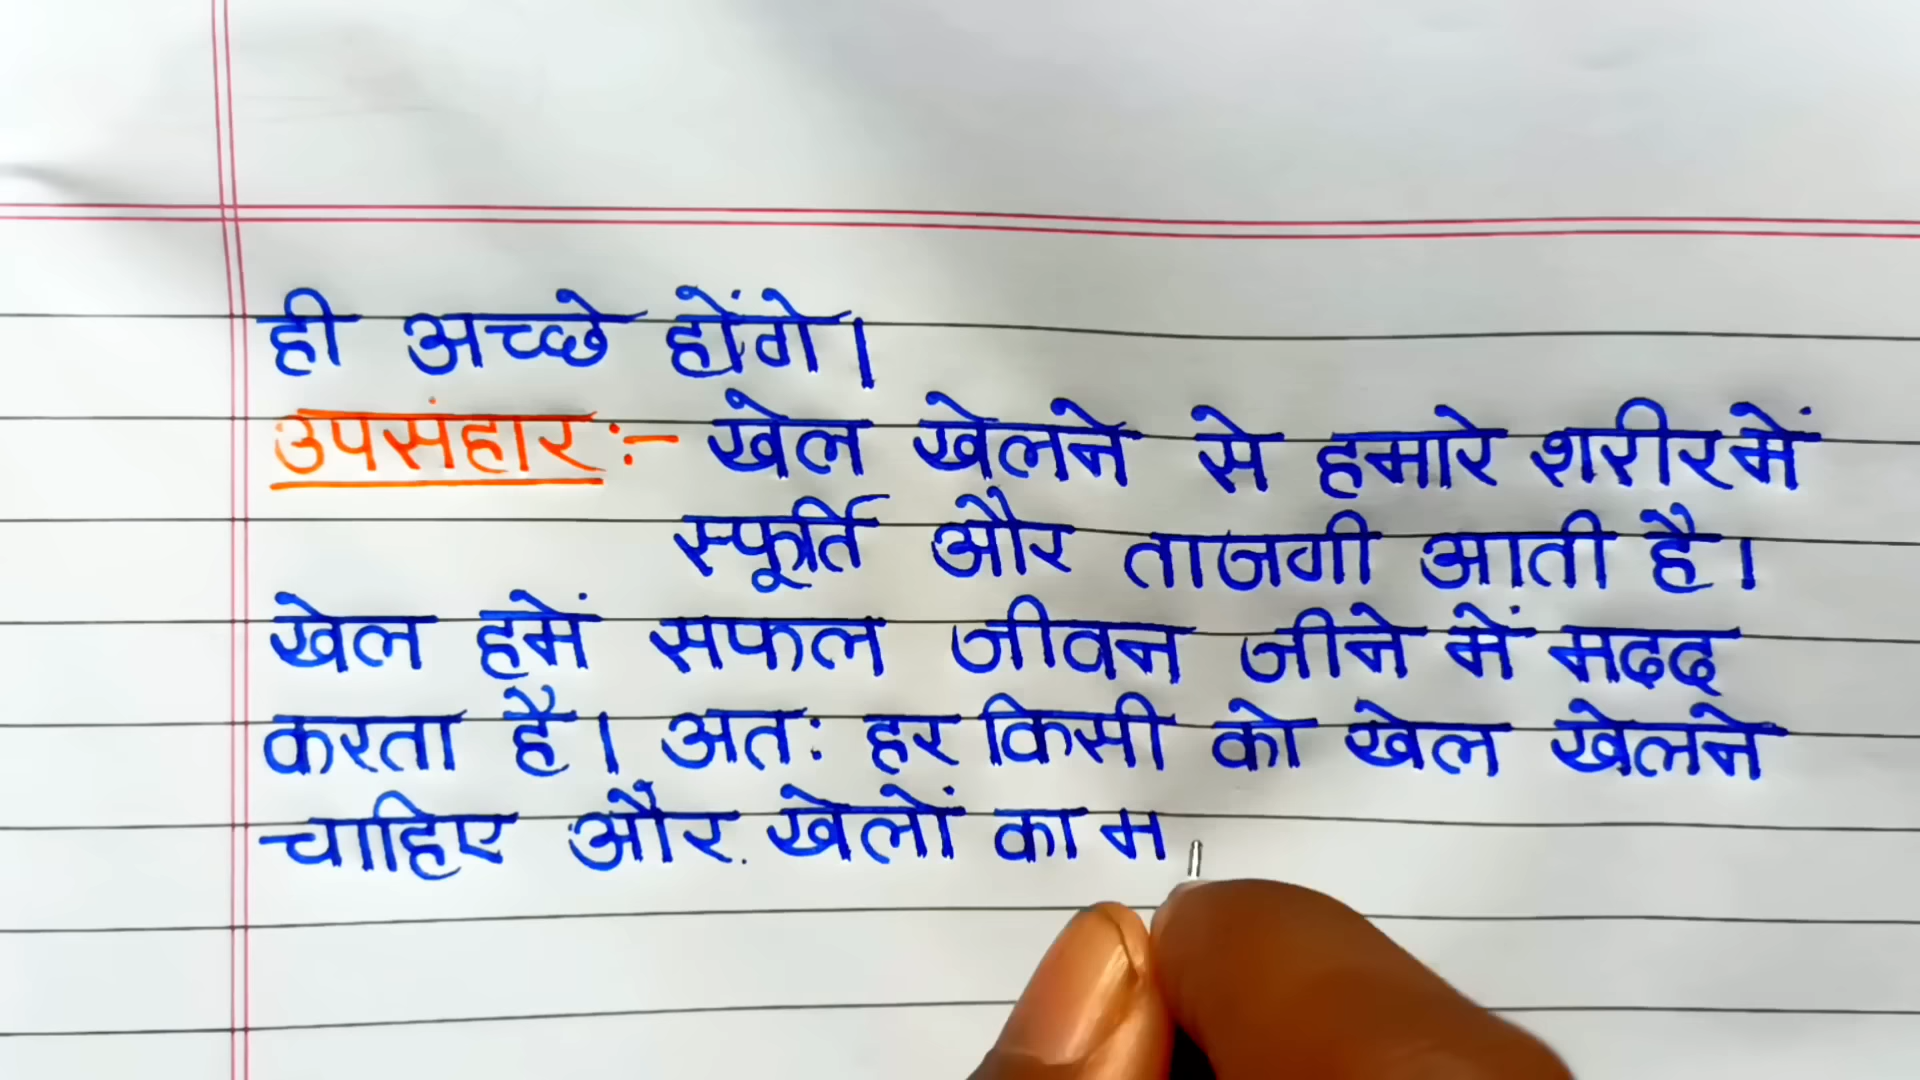 ही अच्छे होंगे।
उपसंहार :- खेल खेलने से हमारे शरीर में
स्फूर्ति और ताजगी आती है।
खेल हमें सफल जीवन जीने में मदद
करता है। अतः हर किसी को खेल खेलने
चाहिए और खेलों का म